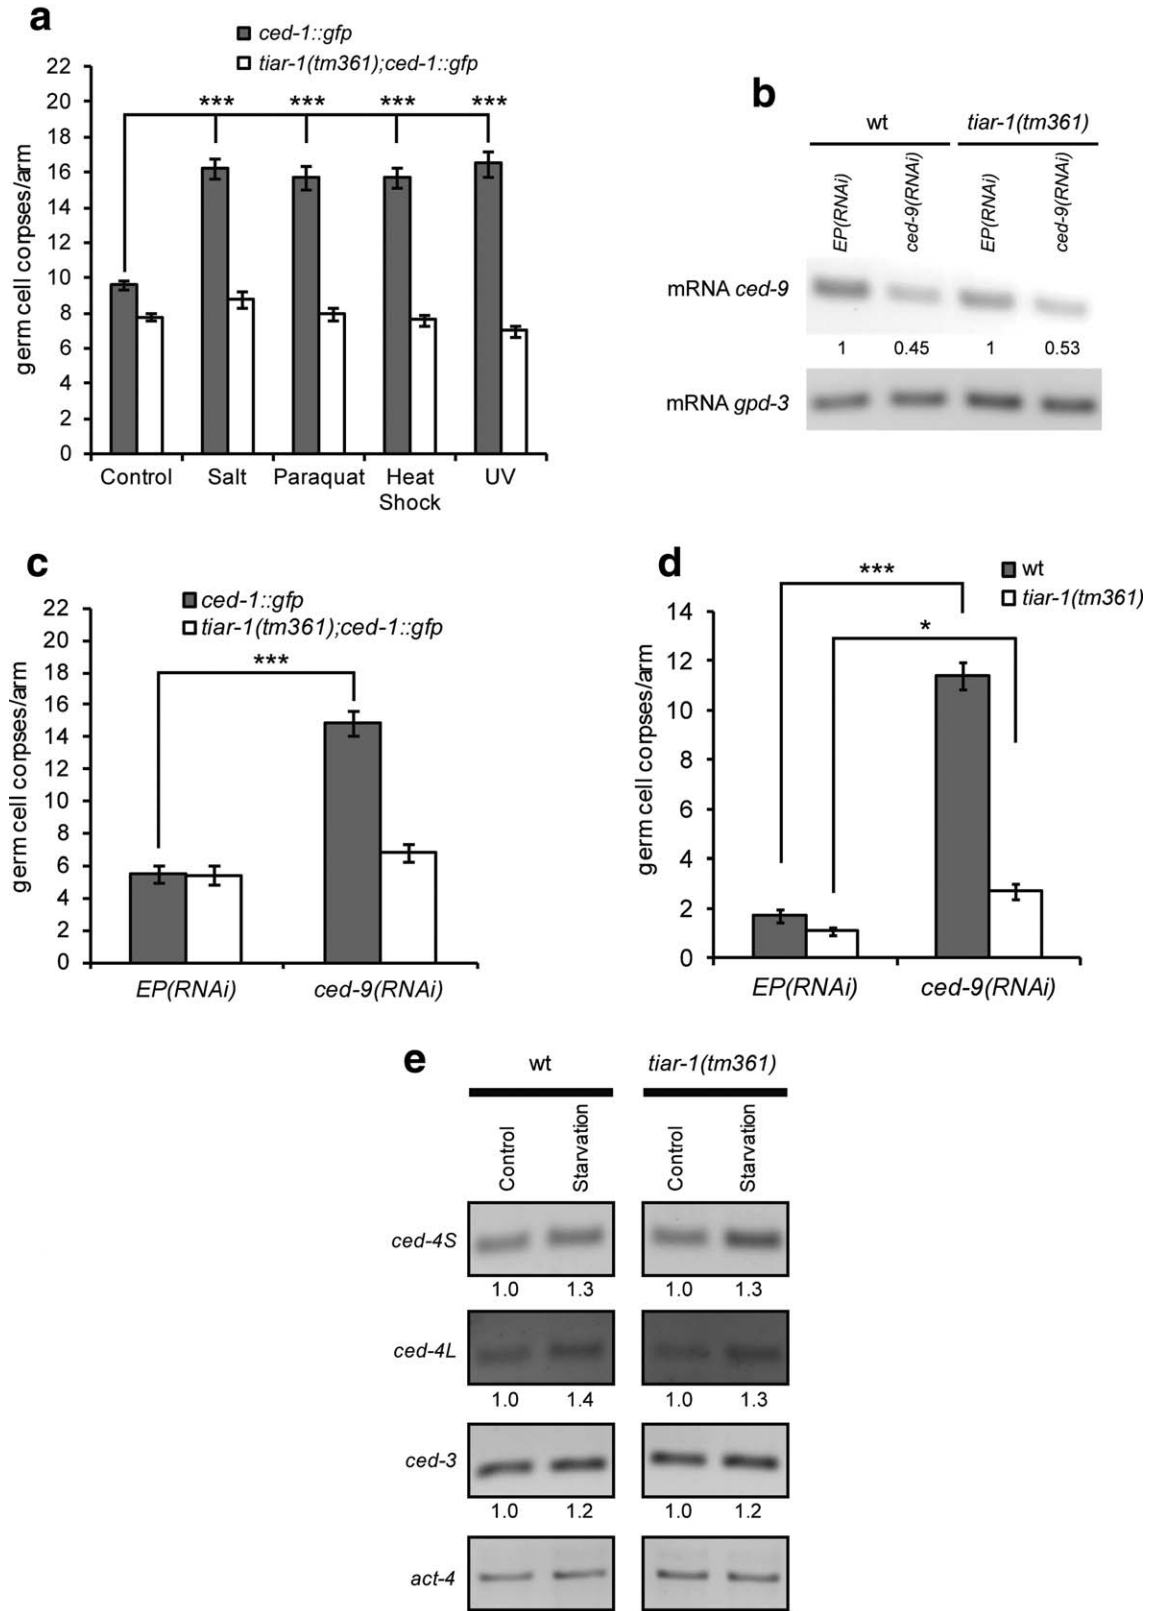 a
ced-1::gfp
tiar-1(tm361);ced-1::gfp
22
20
18
16
14
12
10
8
6
4
2
0
germ cell corpses/arm
*** *** *** ***
Control Salt Paraquat Heat Shock UV
b
wt tiar-1(tm361)
EP(RNAi) ced-9(RNAi) EP(RNAi) ced-9(RNAi)
mRNA ced-9
1 0.45 1 0.53
mRNA gpd-3
c
ced-1::gfp
tiar-1(tm361);ced-1::gfp
22
20
18
16
14
12
10
8
6
4
2
0
germ cell corpses/arm
***
EP(RNAi) ced-9(RNAi)
d
wt
tiar-1(tm361)
14
12
10
8
6
4
2
0
germ cell corpses/arm
***
*
EP(RNAi) ced-9(RNAi)
e
wt tiar-1(tm361)
Control Starvation Control Starvation
ced-4S
1.0 1.3 1.0 1.3
ced-4L
1.0 1.4 1.0 1.3
ced-3
1.0 1.2 1.0 1.2
act-4